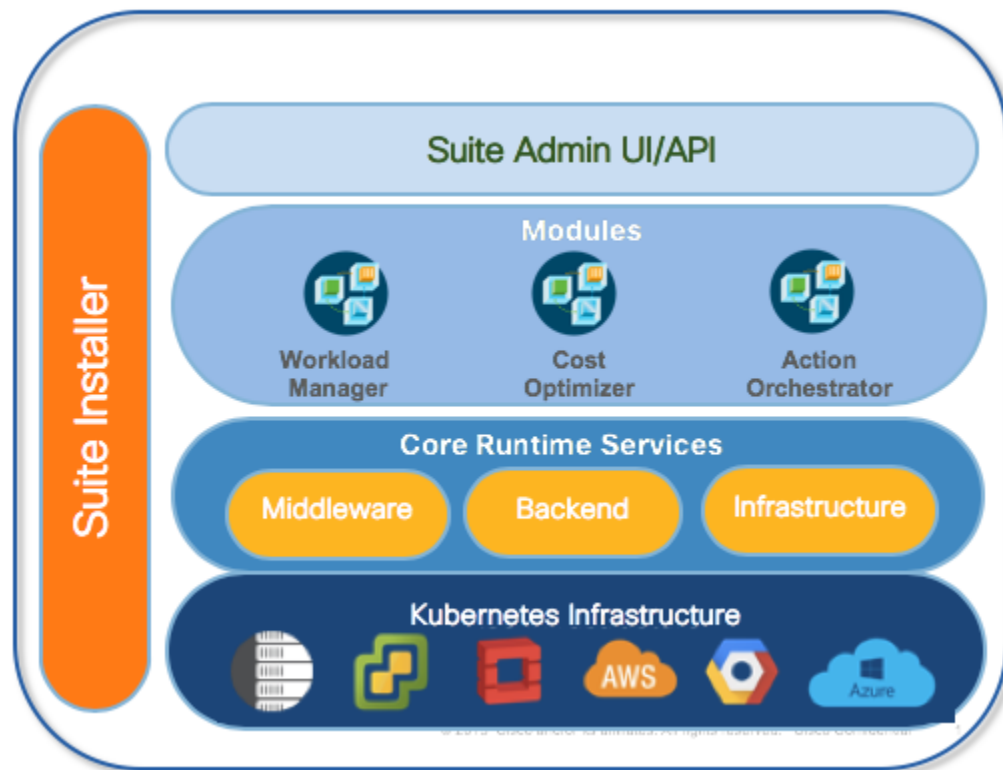 Suite Installer
Suite Admin UI/API
Modules
Workload
Manager
Cost
Optimizer
Action
Orchestrator
Core Runtime Services
Middleware
Backend
Infrastructure
Kubernetes Infrastructure
AWS
Azure